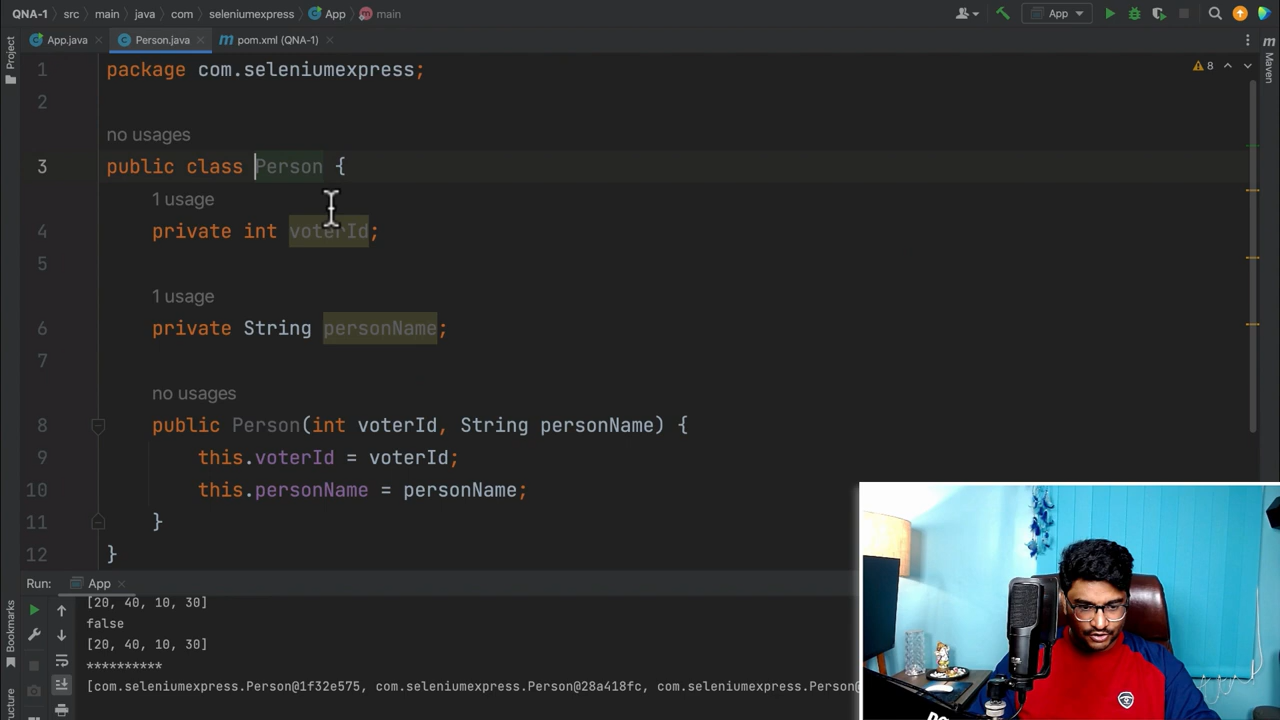 QNA-1 src main java com seleniumexpress App main App
App.java Person.java pom.xml (QNA-1)
Project
Maven
8
1 package com.seleniumexpress;
2
no usages
3 public class Person {
1 usage
4 private int voterId;
5
1 usage
6 private String personName;
7
no usages
8 public Person(int voterId, String personName) {
9 this.voterId = voterId;
10 this.personName = personName;
11 }
12 }
Run: App
[20, 40, 10, 30]
false
[20, 40, 10, 30]
**********
[com.seleniumexpress.Person@1f32e575, com.seleniumexpress.Person@28a418fc, com.seleniumexpress.Person@
Bookmarks